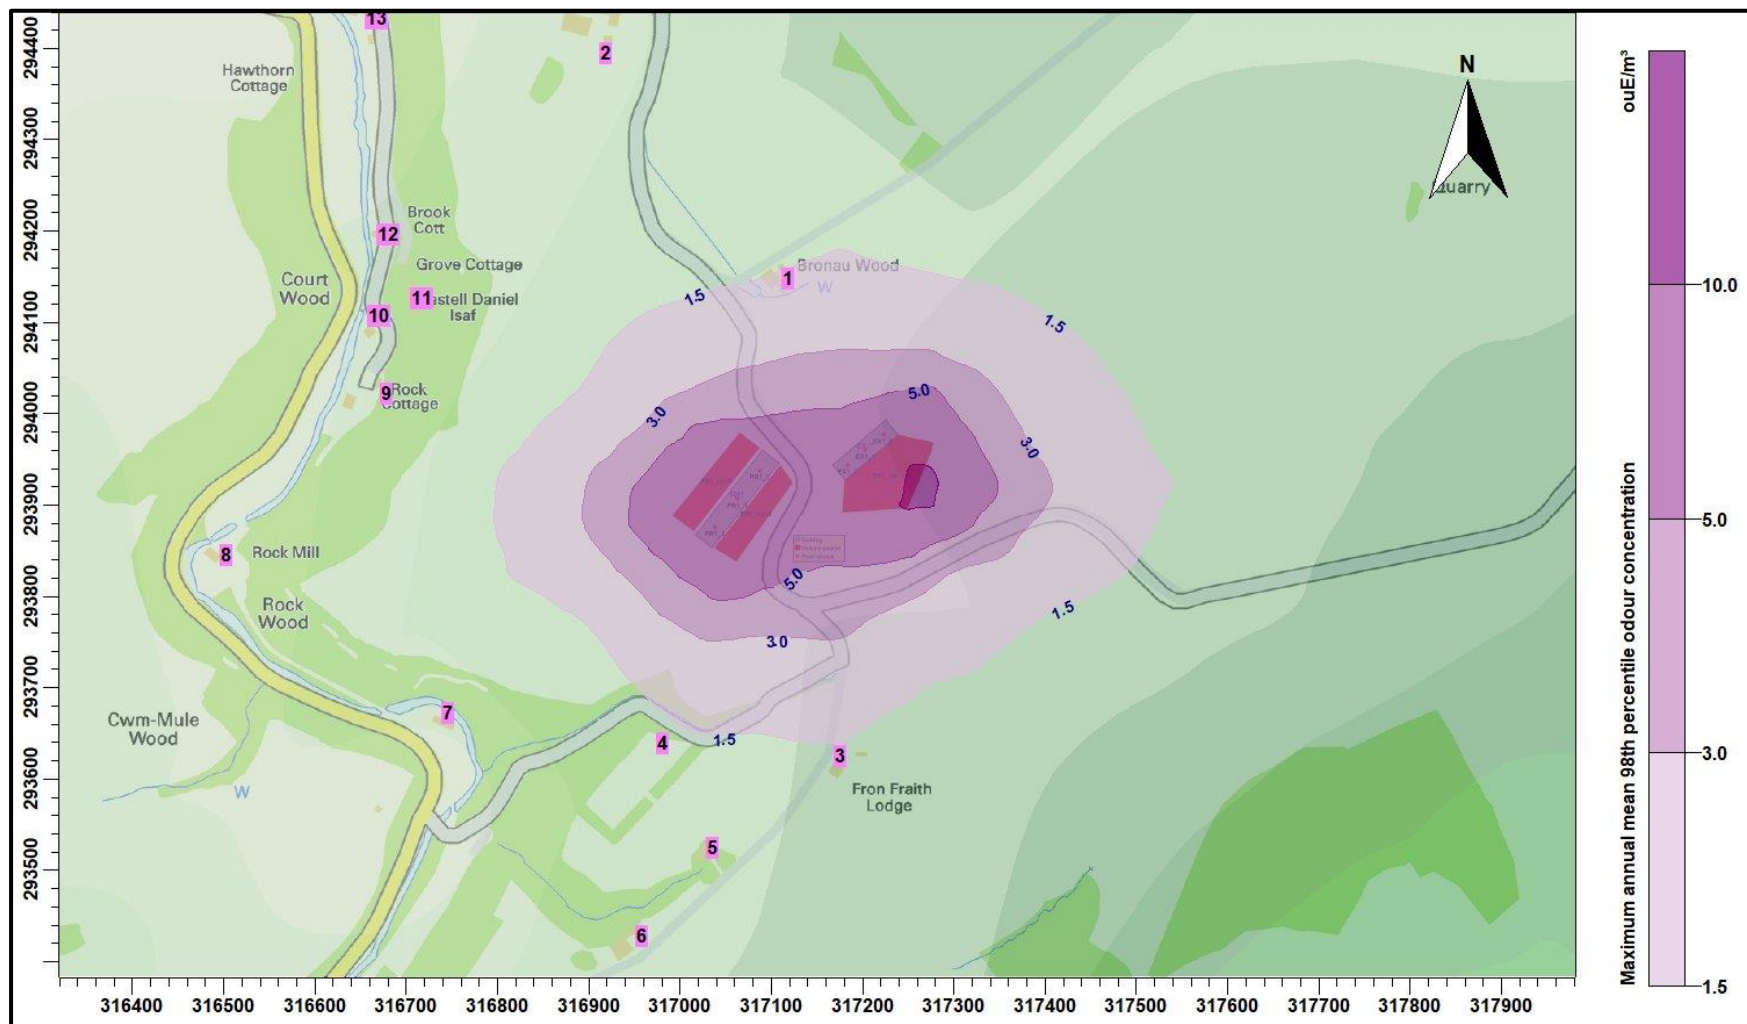 13
2
Hawthorn
Cottage
N
ouE/m³
Quarry
12
Brook
Cott
Grove Cottage
Court
Wood
11
astell Daniel
Isaf
10
1
Bronau Wood
W
1.5
1.5
9
Rock
Cottage
3.0
5.0
3.0
8
Rock Mill
Rock
Wood
5.0
1.5
3.0
7
Cwm-Mule
Wood
4
1.5
3
Fron Fraith
Lodge
W
5
6
294400
294300
294200
294100
294000
293900
293800
293700
293600
293500
316400 316500 316600 316700 316800 316900 317000 317100 317200 317300 317400 317500 317600 317700 317800 317900
10.0
5.0
3.0
1.5
Maximum annual mean 98th percentile odour concentration